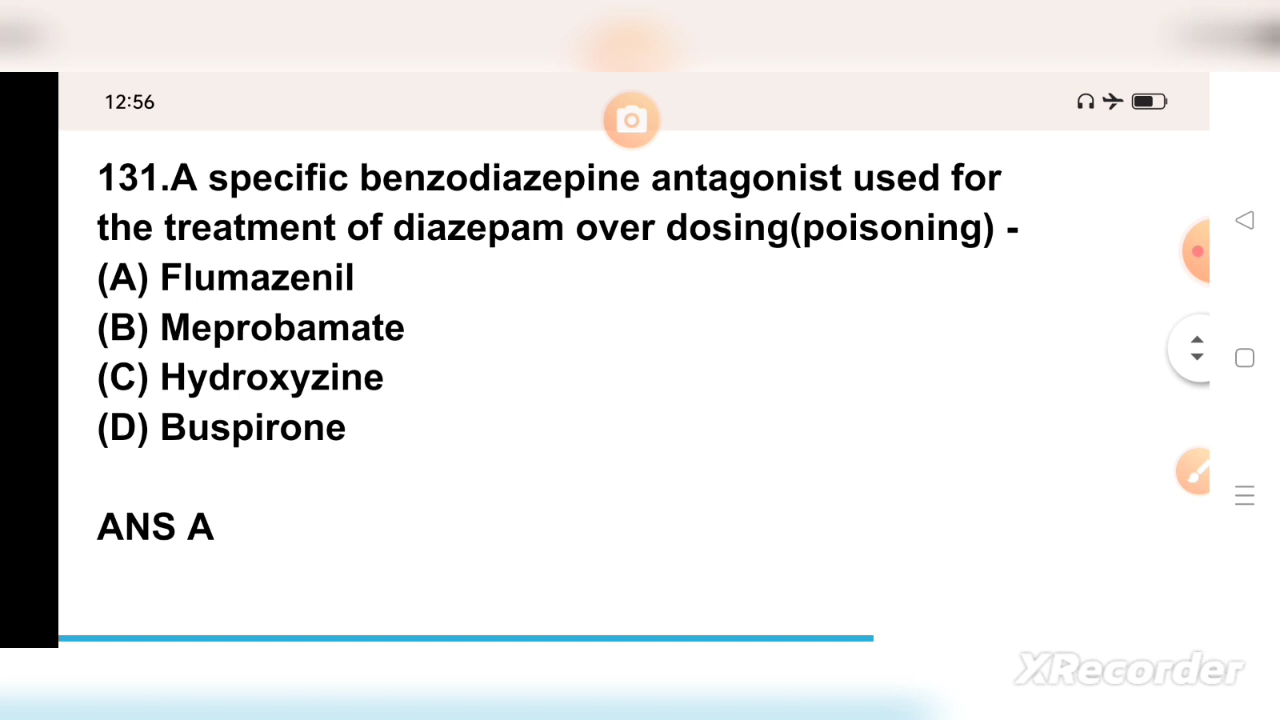 12:56
131.A specific benzodiazepine antagonist used for
the treatment of diazepam over dosing(poisoning) -
(A) Flumazenil
(B) Meprobamate
(C) Hydroxyzine
(D) Buspirone
ANS A
XRecorder